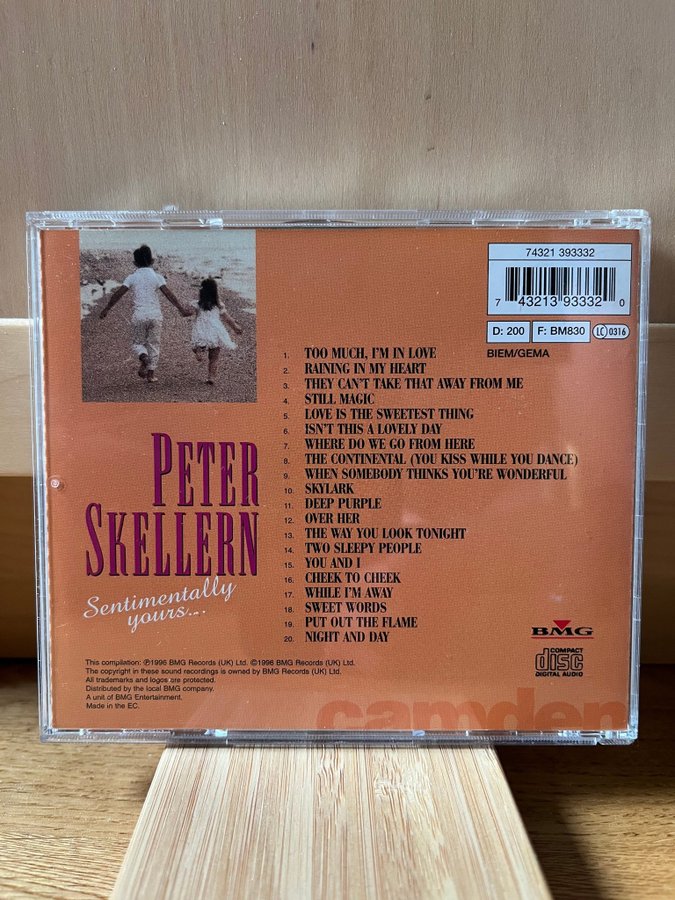 74321 393332
7 43213 93332 0
D: 200 F: BM830 LC 0316
BIEM/GEMA
1. TOO MUCH, I'M IN LOVE
2. RAINING IN MY HEART
3. THEY CAN'T TAKE THAT AWAY FROM ME
4. STILL MAGIC
5. LOVE IS THE SWEETEST THING
6. ISN'T THIS A LOVELY DAY
7. WHERE DO WE GO FROM HERE
8. THE CONTINENTAL (YOU KISS WHILE YOU DANCE)
9. WHEN SOMEBODY THINKS YOU'RE WONDERFUL
10. SKYLARK
11. DEEP PURPLE
12. OVER HER
13. THE WAY YOU LOOK TONIGHT
14. TWO SLEEPY PEOPLE
15. YOU AND I
16. CHEEK TO CHEEK
17. WHILE I'M AWAY
18. SWEET WORDS
19. PUT OUT THE FLAME
20. NIGHT AND DAY
PETER
SKELLERN
Sentimentally
yours...
This compilation: ℗1996 BMG Records (UK) Ltd. ©1996 BMG Records (UK) Ltd.
The copyright in these sound recordings is owned by BMG Records (UK) Ltd.
All trademarks and logos are protected.
Distributed by the local BMG company.
A unit of BMG Entertainment.
Made in the EC.
BMG
COMPACT
disc
DIGITAL AUDIO
camden